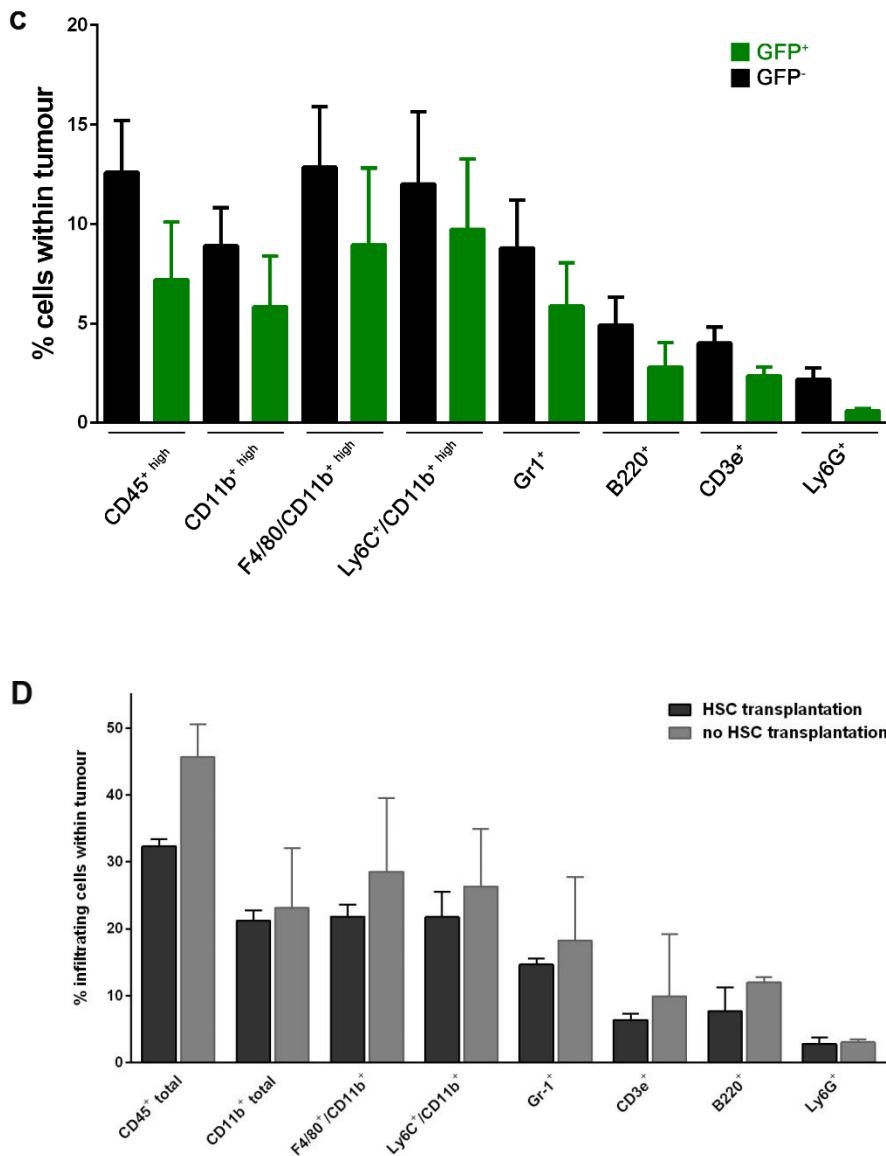 C
GFP⁺
GFP⁻
% cells within tumour
20
15
10
5
0
CD45⁺ ʰⁱᵍʰ
CD11b⁺ ʰⁱᵍʰ
F4/80/CD11b⁺ ʰⁱᵍʰ
Ly6C⁺/CD11b⁺ ʰⁱᵍʰ
Gr1⁺
B220⁺
CD3e⁺
Ly6G⁺
D
HSC transplantation
no HSC transplantation
% infiltrating cells within tumour
50
40
30
20
10
0
CD45⁺ total
CD11b⁺ total
F4/80⁺/CD11b⁺
Ly6C⁺/CD11b⁺
Gr-1⁺
CD3e⁺
B220⁺
Ly6G⁺